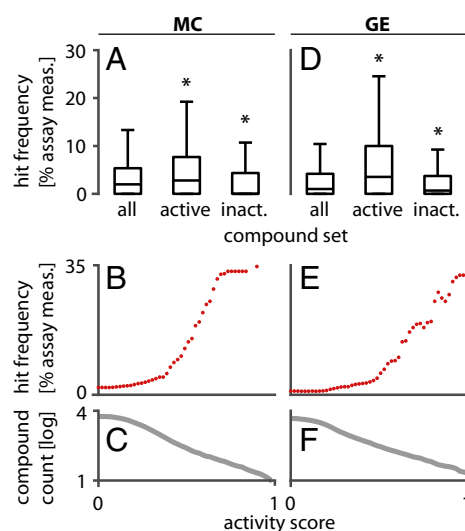 MC GE
A D
30
20
10
0
hit frequency
[% assay meas.]
* * * *
all active inact. all active inact.
compound set
B E
35
0
hit frequency
[% assay meas.]
C F
4
1
compound
count [log]
0 1 0 1
activity score